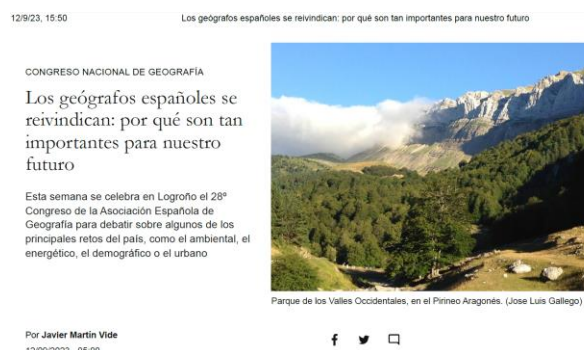 12/9/23, 15:50
Los geógrafos españoles se reivindican: por qué son tan importantes para nuestro futuro
CONGRESO NACIONAL DE GEOGRAFÍA
Los geógrafos españoles se
reivindican: por qué son tan
importantes para nuestro
futuro
Esta semana se celebra en Logroño el 28º
Congreso de la Asociación Española de
Geografía para debatir sobre algunos de los
principales retos del país, como el ambiental, el
energético, el demográfico o el urbano
Parque de los Valles Occidentales, en el Pirineo Aragonés. (Jose Luis Gallego)
Por Javier Martín Vide